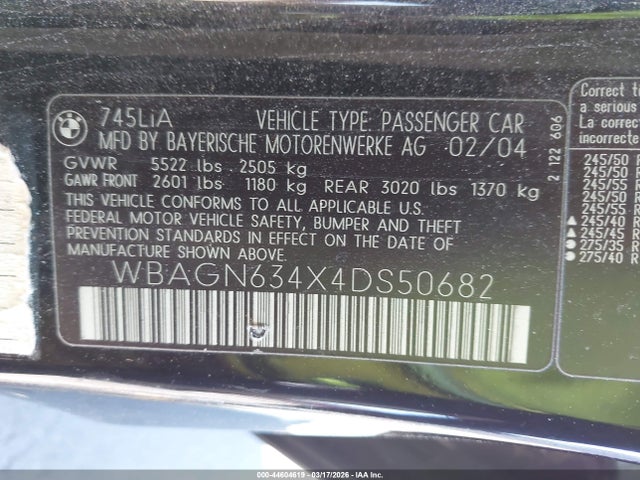 745LiA VEHICLE TYPE: PASSENGER CAR
MFD BY BAYERISCHE MOTORENWERKE AG 02/04
GVWR 5522 lbs 2505 kg
GAWR FRONT 2601 lbs 1180 kg REAR 3020 lbs 1370 kg
THIS VEHICLE CONFORMS TO ALL APPLICABLE U.S.
FEDERAL MOTOR VEHICLE SAFETY, BUMPER AND THEFT
PREVENTION STANDARDS IN EFFECT ON THE DATE OF
MANUFACTURE SHOWN ABOVE.
WBAGN634X4DS50682
2 122 606
Correct ti
a serious
La correct
incorrecte
245/50
245/50
245/55
245/50
245/55
245/40
245/45
275/35
275/40
000-44604619 - 03/17/2026 - IAA Inc.